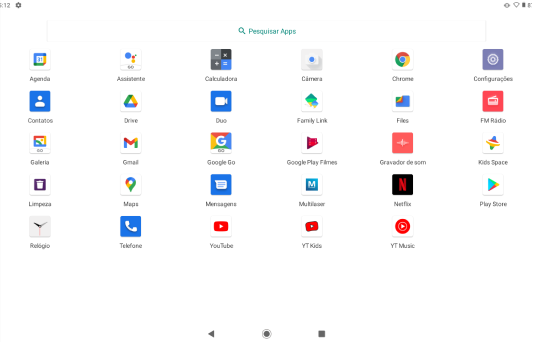 5:12
Pesquisar Apps
Agenda
Assistente
Calculadora
Câmera
Chrome
Configurações
Contatos
Drive
Duo
Family Link
Files
FM Rádio
Galeria
Gmail
Google Go
Google Play Filmes
Gravador de som
Kids Space
Limpeza
Maps
Mensagens
Multilaser
Netflix
Play Store
Relógio
Telefone
YouTube
YT Kids
YT Music